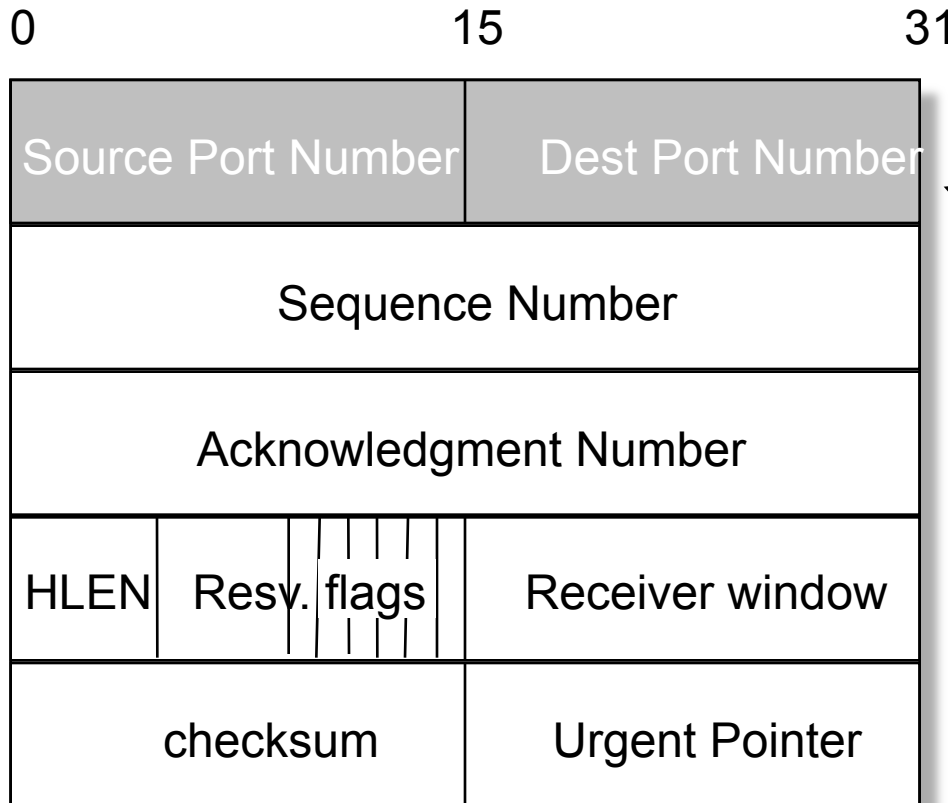 0 15 31
Source Port Number Dest Port Number
Sequence Number
Acknowledgment Number
HLEN Resv. flags Receiver window
checksum Urgent Pointer